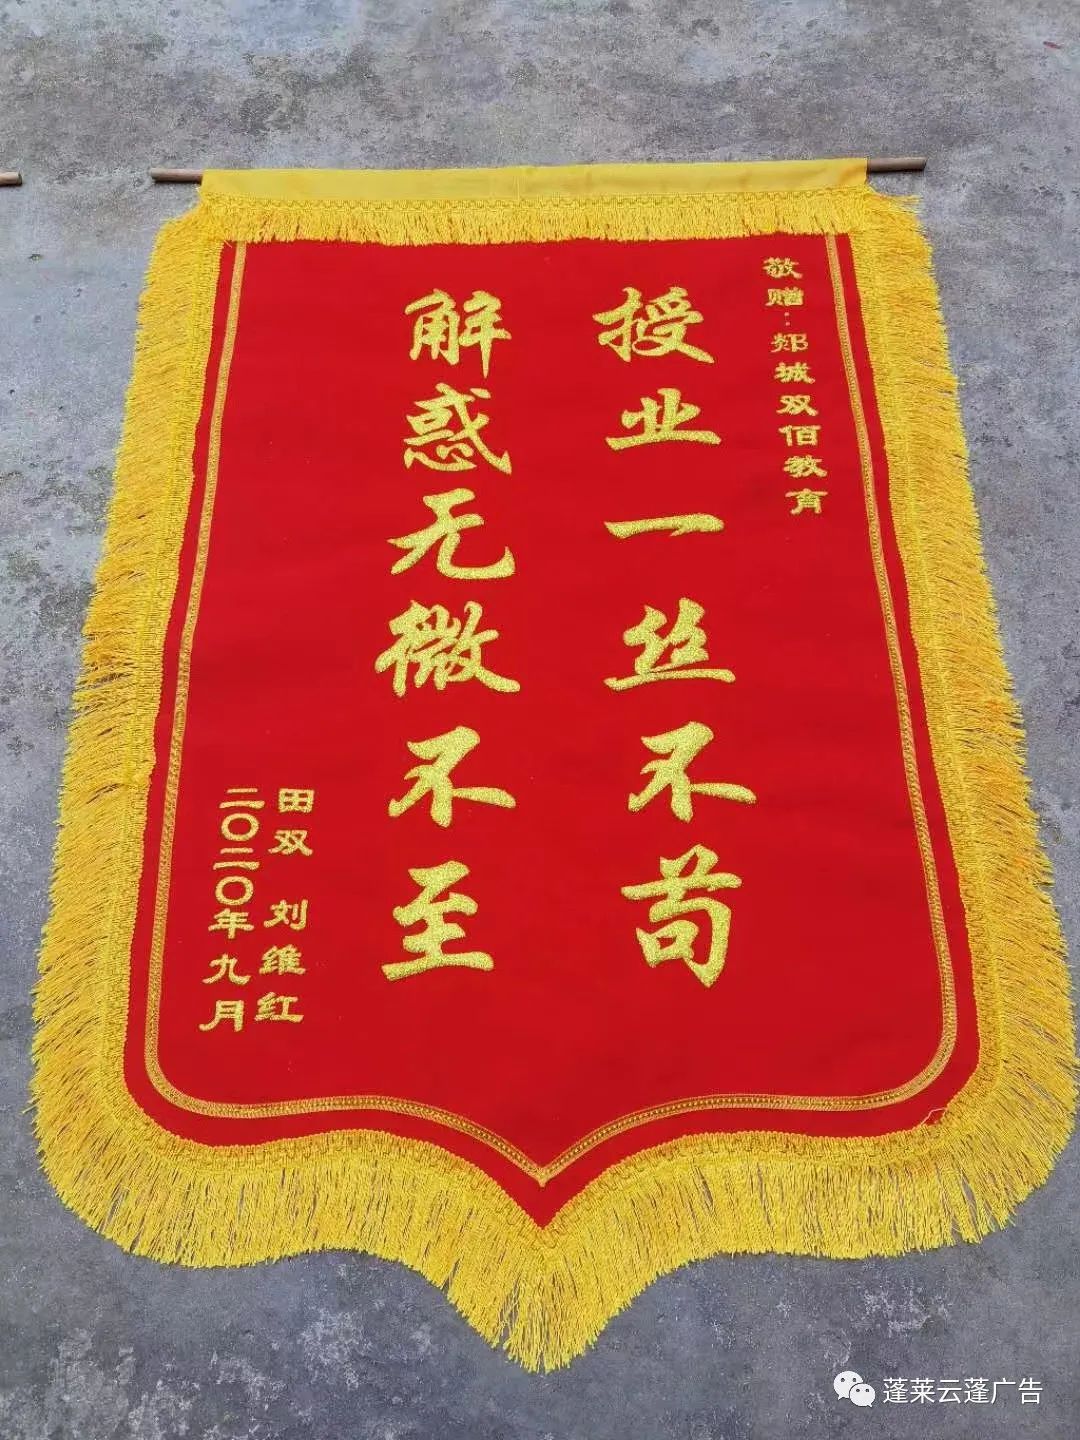 敬赠：郯城双佰教育
授业一丝不苟
解惑无微不至
田双 刘维红
二〇二〇年九月
蓬莱云蓬广告